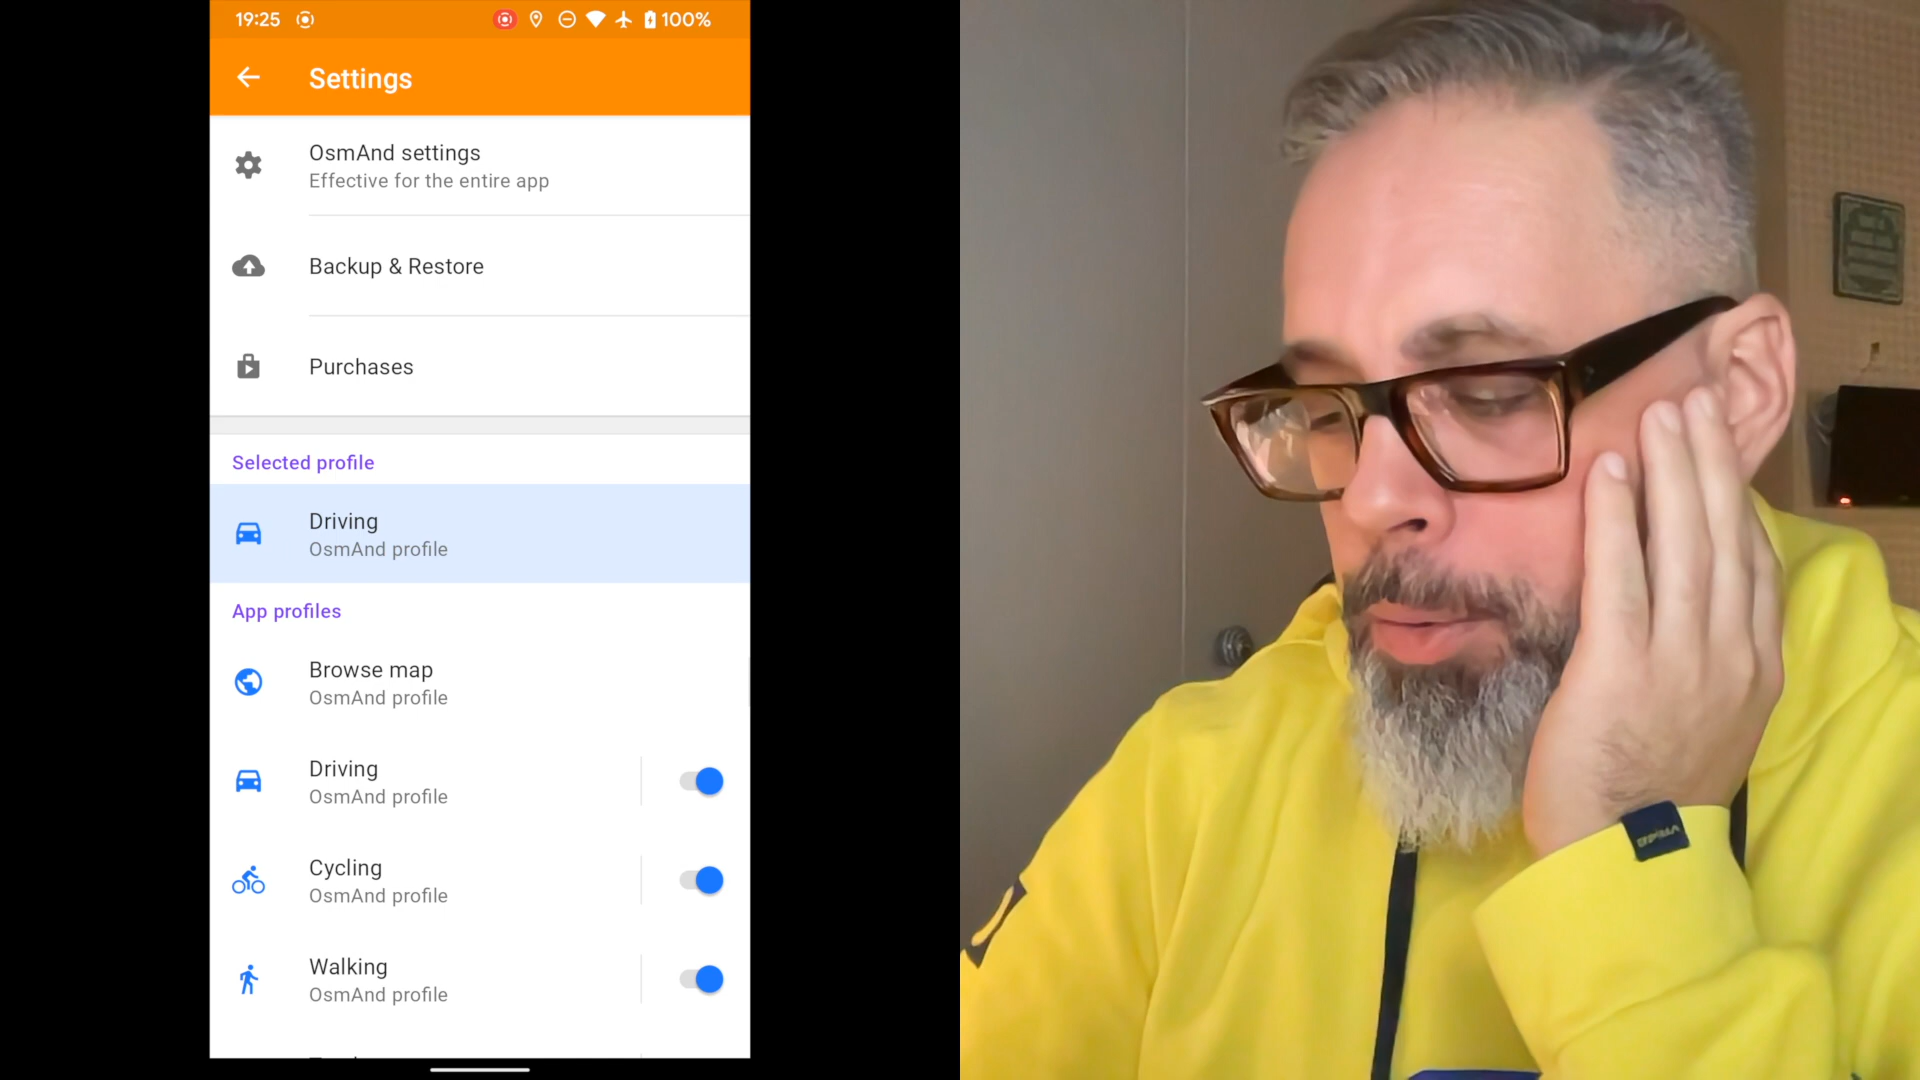 19:25
100%
Settings
OsmAnd settings
Effective for the entire app
Backup & Restore
Purchases
Selected profile
Driving
OsmAnd profile
App profiles
Browse map
OsmAnd profile
Driving
OsmAnd profile
Cycling
OsmAnd profile
Walking
OsmAnd profile